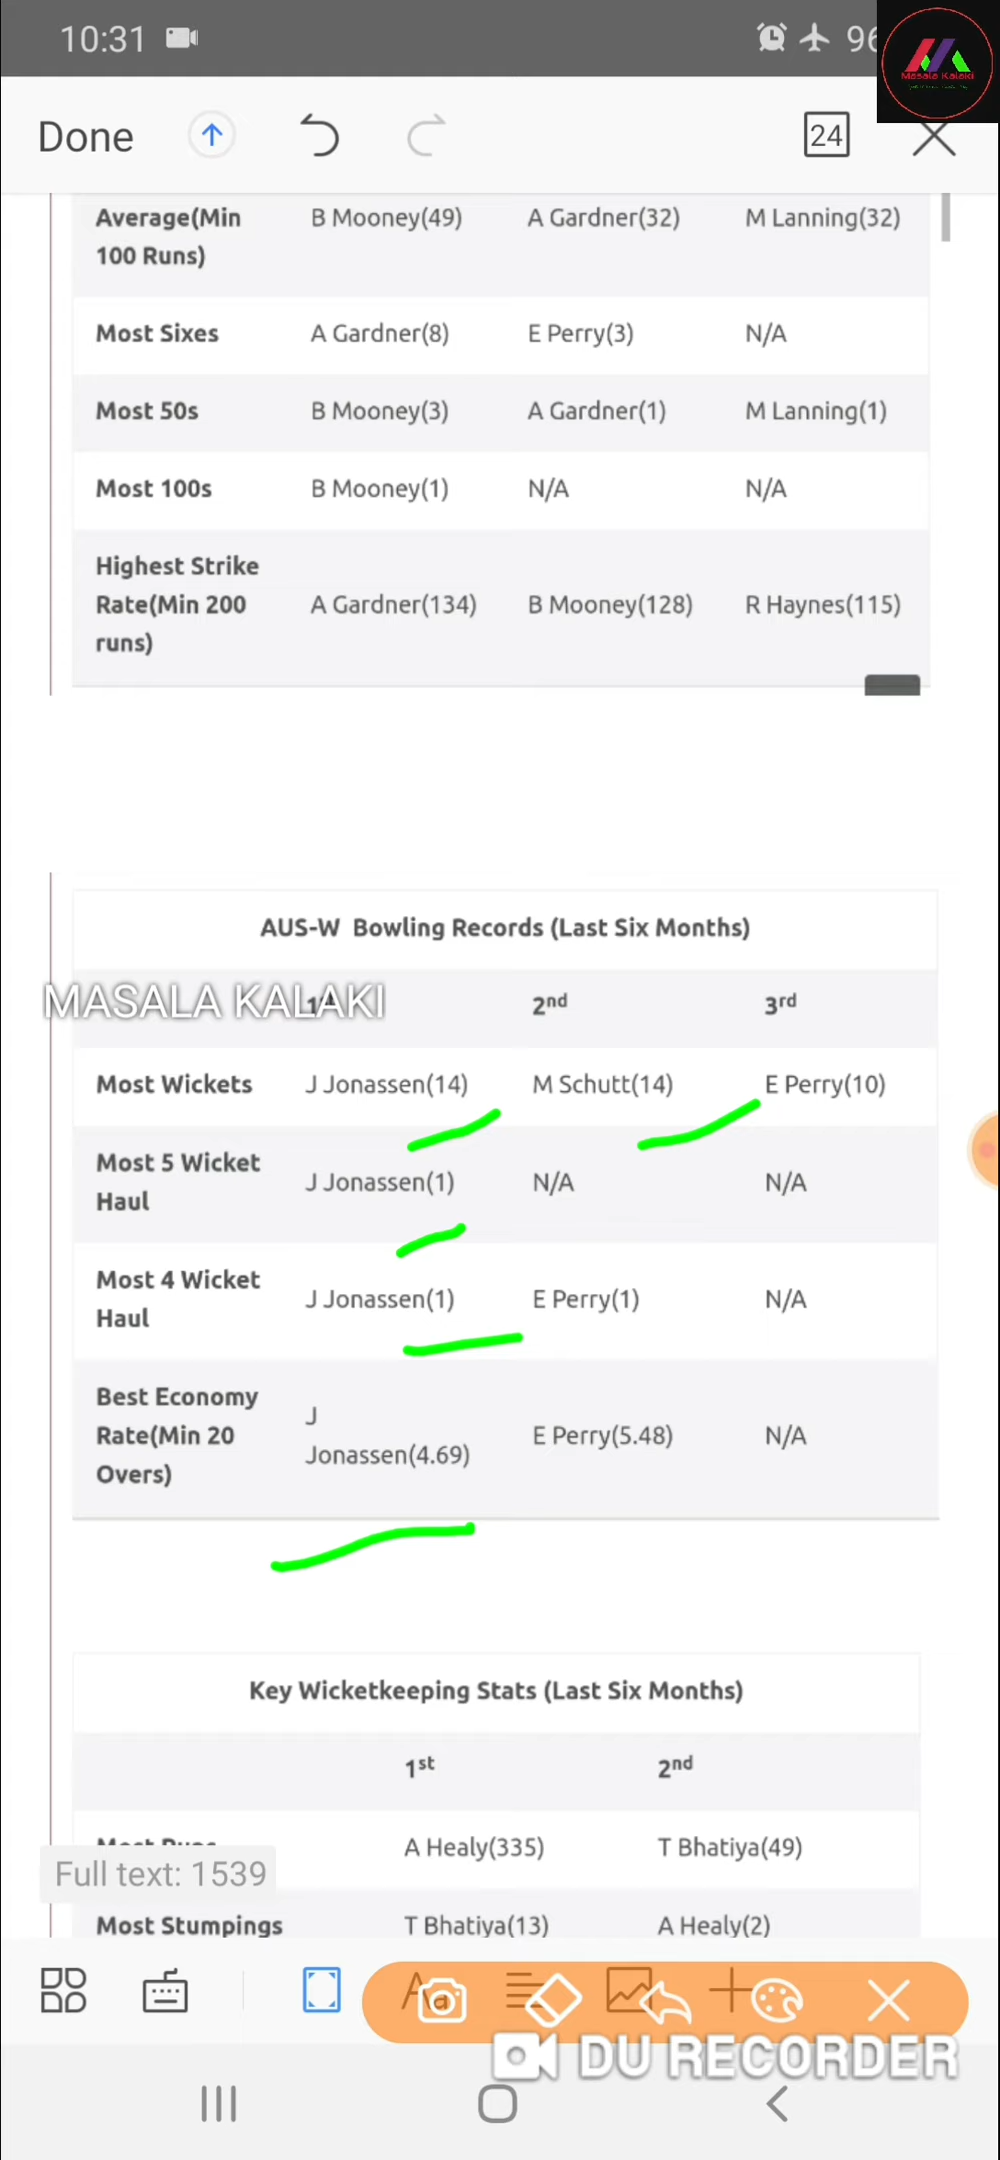 10:31
96
Masala Kalaki
Done
24
Average(Min 100 Runs) B Mooney(49) A Gardner(32) M Lanning(32)
Most Sixes A Gardner(8) E Perry(3) N/A
Most 50s B Mooney(3) A Gardner(1) M Lanning(1)
Most 100s B Mooney(1) N/A N/A
Highest Strike Rate(Min 200 runs) A Gardner(134) B Mooney(128) R Haynes(115)
AUS-W Bowling Records (Last Six Months)
MASALA KALAKI
2nd 3rd
Most Wickets J Jonassen(14) M Schutt(14) E Perry(10)
Most 5 Wicket Haul J Jonassen(1) N/A N/A
Most 4 Wicket Haul J Jonassen(1) E Perry(1) N/A
Best Economy Rate(Min 20 Overs) J Jonassen(4.69) E Perry(5.48) N/A
Key Wicketkeeping Stats (Last Six Months)
1st 2nd
Most Runs A Healy(335) T Bhatiya(49)
Full text: 1539
Most Stumpings T Bhatiya(13) A Healy(2)
DU RECORDER